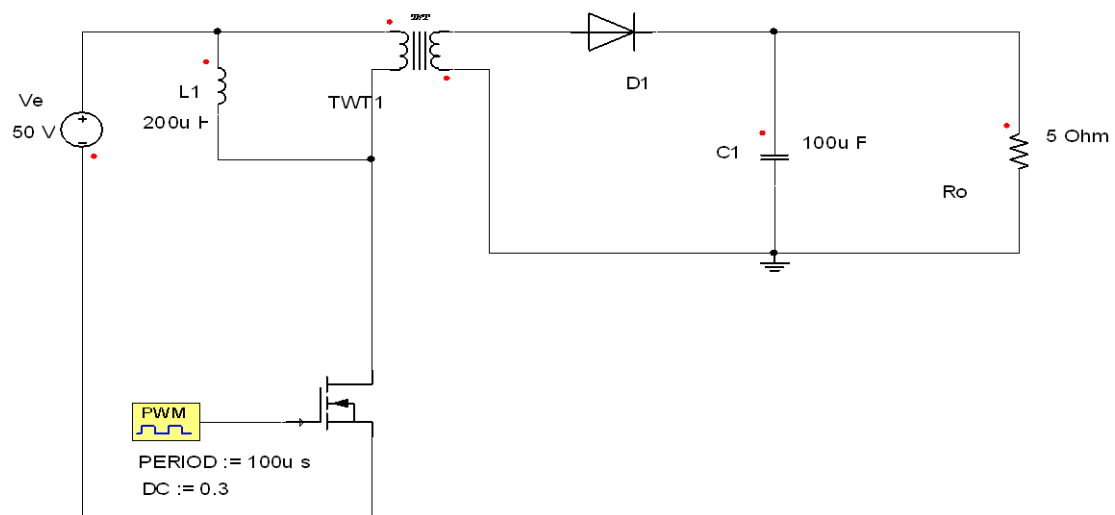 Ve
50 V
L1
200u H
TWT1
D1
C1
100u F
5 Ohm
Ro
PWM
PERIOD := 100u s
DC := 0.3